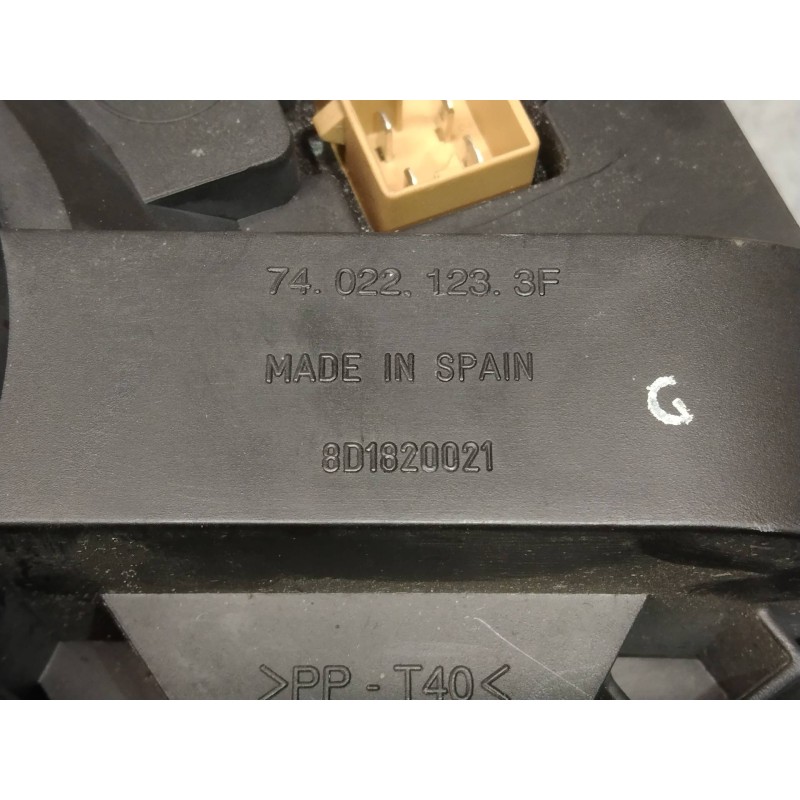 74.022.123.3F
MADE IN SPAIN
G
8D1820021
>PP-T40<